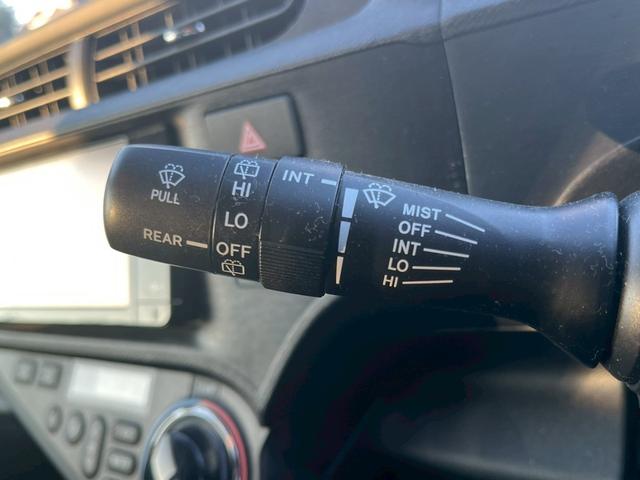 PULL
REAR
HI
LO
OFF
INT
MIST
OFF
INT
LO
HI